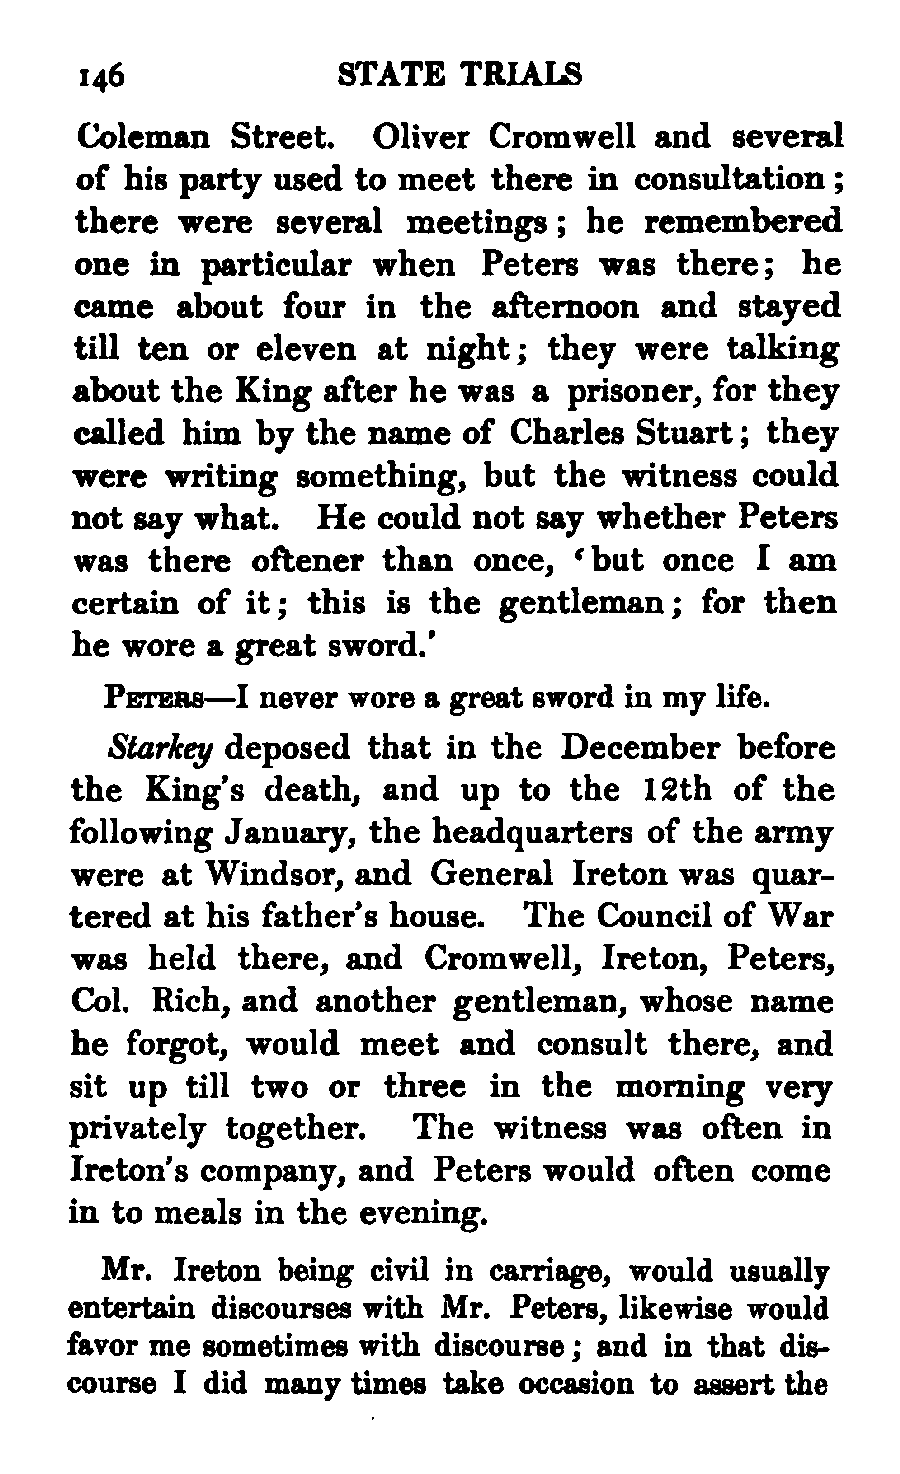 146 STATE TRIALS
Coleman Street. Oliver Cromwell and several
of his party used to meet there in consultation;
there were several meetings; he remembered
one in particular when Peters was there; he
came about four in the afternoon and stayed
till ten or eleven at night; they were talking
about the King after he was a prisoner, for they
called him by the name of Charles Stuart; they
were writing something, but the witness could
not say what. He could not say whether Peters
was there oftener than once, ‘but once I am
certain of it; this is the gentleman; for then
he wore a great sword.’
PETERS—I never wore a great sword in my life.
Starkey deposed that in the December before
the King's death, and up to the 12th of the
following January, the headquarters of the army
were at Windsor, and General Ireton was quar-
tered at his father's house. The Council of War
was held there, and Cromwell, Ireton, Peters,
Col. Rich, and another gentleman, whose name
he forgot, would meet and consult there, and
sit up till two or three in the morning very
privately together. The witness was often in
Ireton's company, and Peters would often come
in to meals in the evening.
Mr. Ireton being civil in carriage, would usually
entertain discourses with Mr. Peters, likewise would
favor me sometimes with discourse; and in that dis-
course I did many times take occasion to assert the